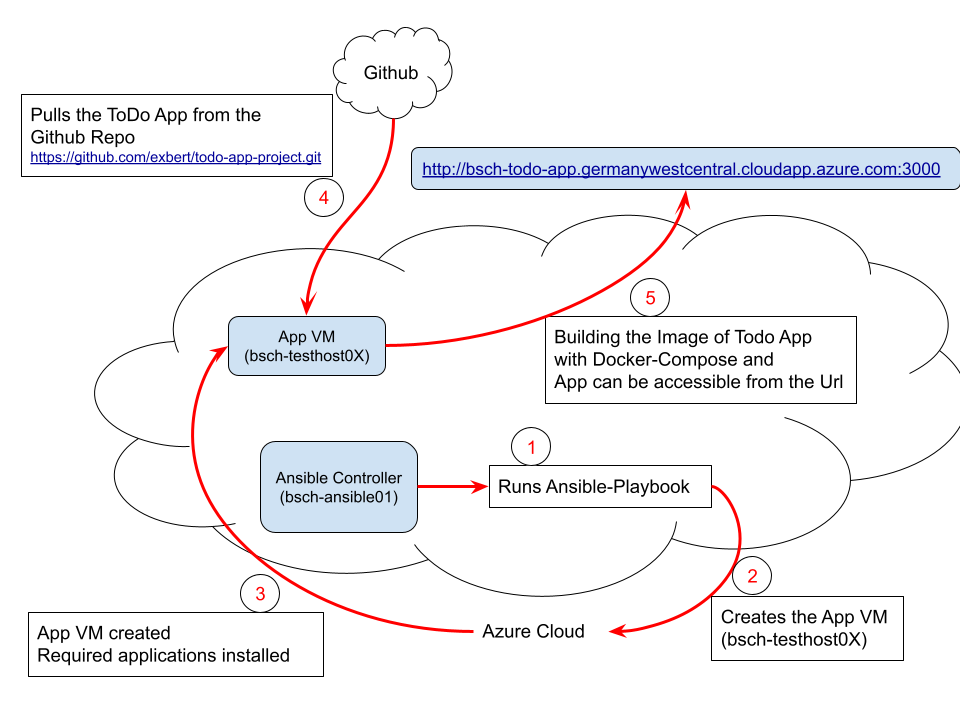 Github
Pulls the ToDo App from the
Github Repo
https://github.com/exbert/todo-app-project.git
http://bsch-todo-app.germanywestcentral.cloudapp.azure.com:3000
4
5
App VM
(bsch-testhost0X)
Building the Image of Todo App
with Docker-Compose and
App can be accessible from the Url
1
Ansible Controller
(bsch-ansible01)
Runs Ansible-Playbook
2
3
Creates the App VM
(bsch-testhost0X)
App VM created
Required applications installed
Azure Cloud